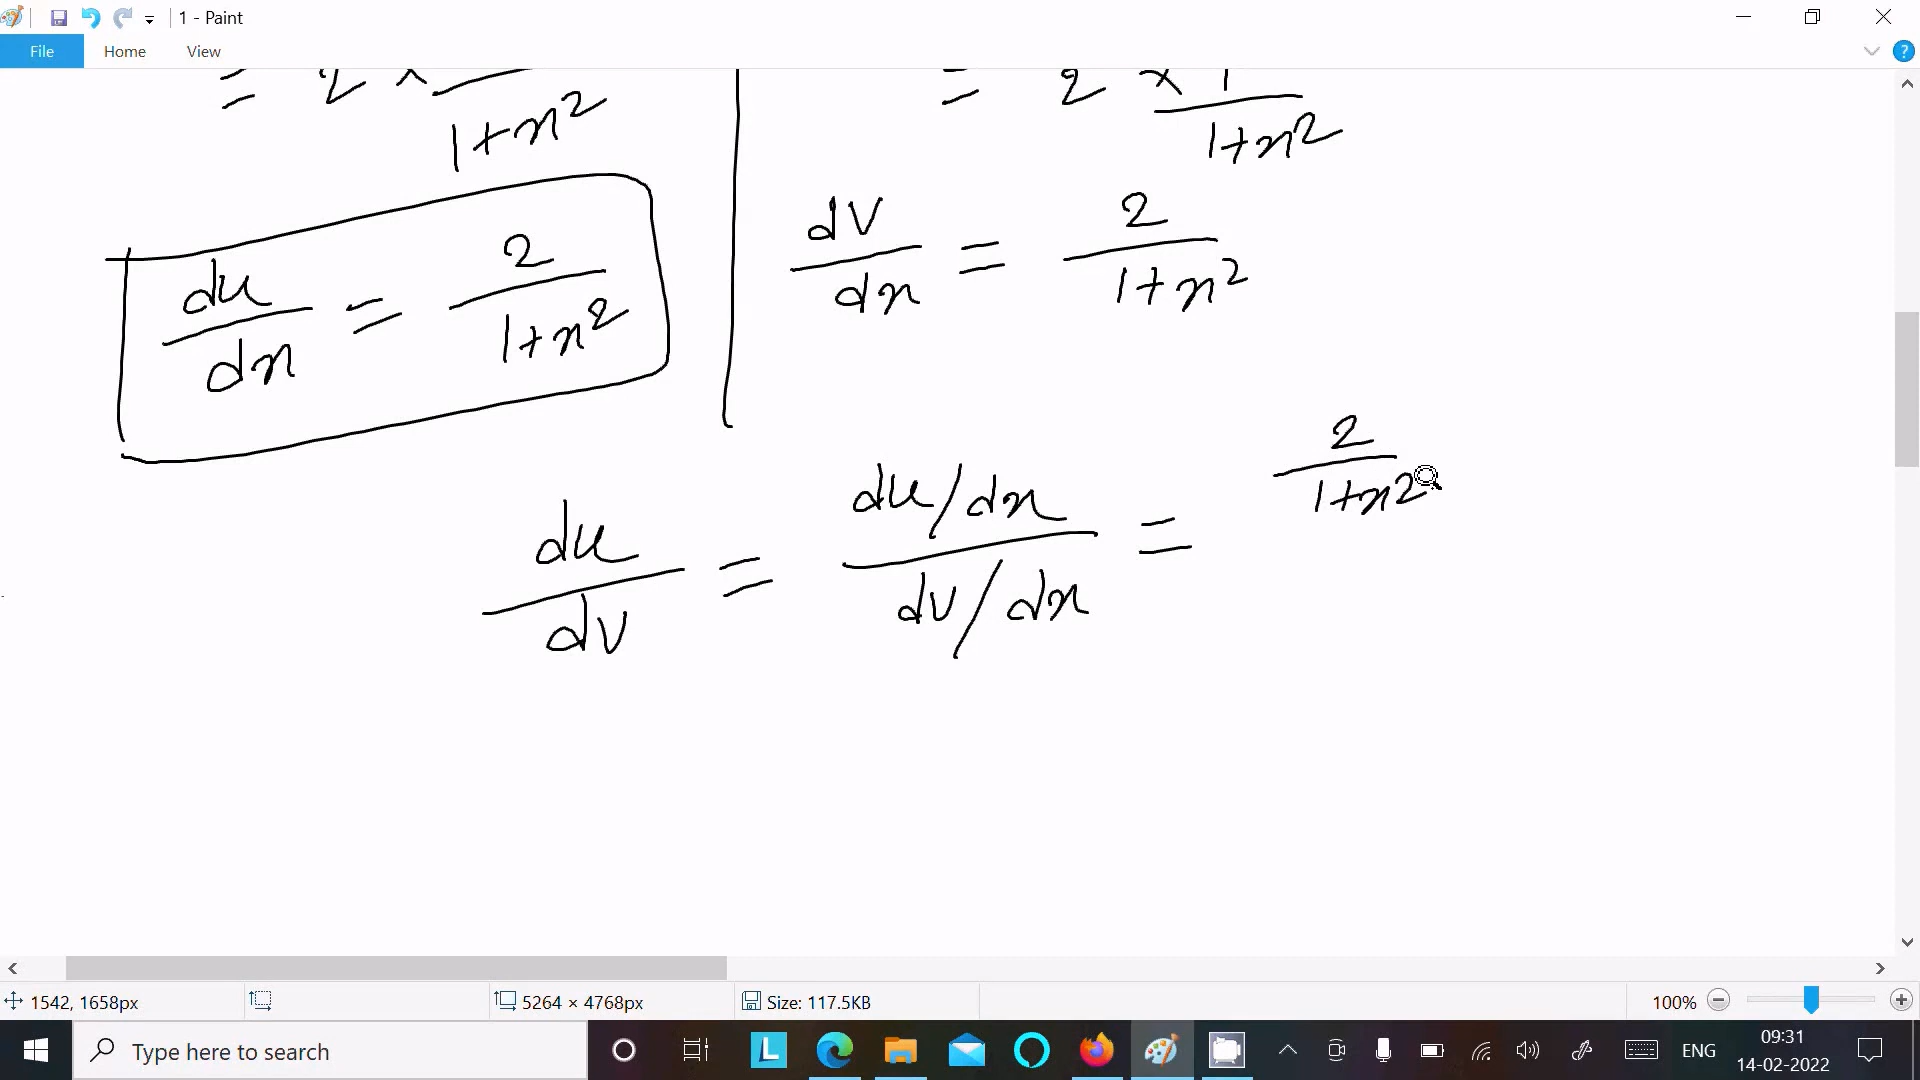 1 - Paint
File Home View
= 2 ×
1+x²
= 2 × 1
1+x²
du/dx = 2/1+x²
dV/dx = 2/1+x²
du/dv = du/dx / dv/dx = 2/1+x²
1542, 1658px
5264 × 4768px
Size: 117.5KB
100%
Type here to search
L
ENG
09:31
14-02-2022